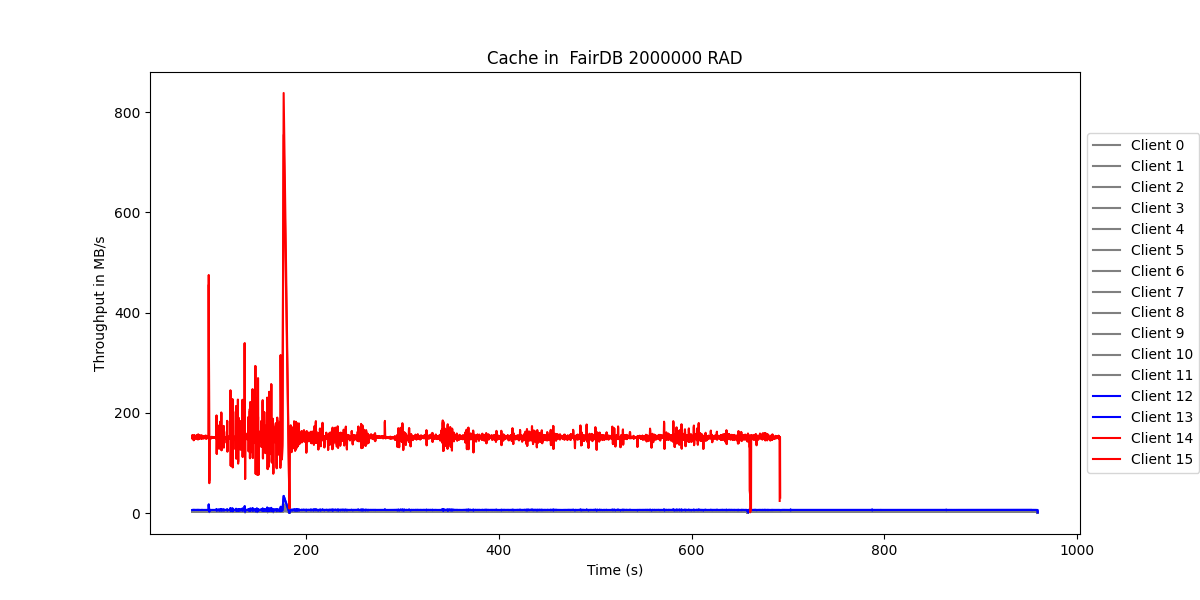 Cache in  FairDB 2000000 RAD
Throughput in MB/s
800
600
400
200
0
200
400
600
800
1000
Time (s)
Client 0
Client 1
Client 2
Client 3
Client 4
Client 5
Client 6
Client 7
Client 8
Client 9
Client 10
Client 11
Client 12
Client 13
Client 14
Client 15